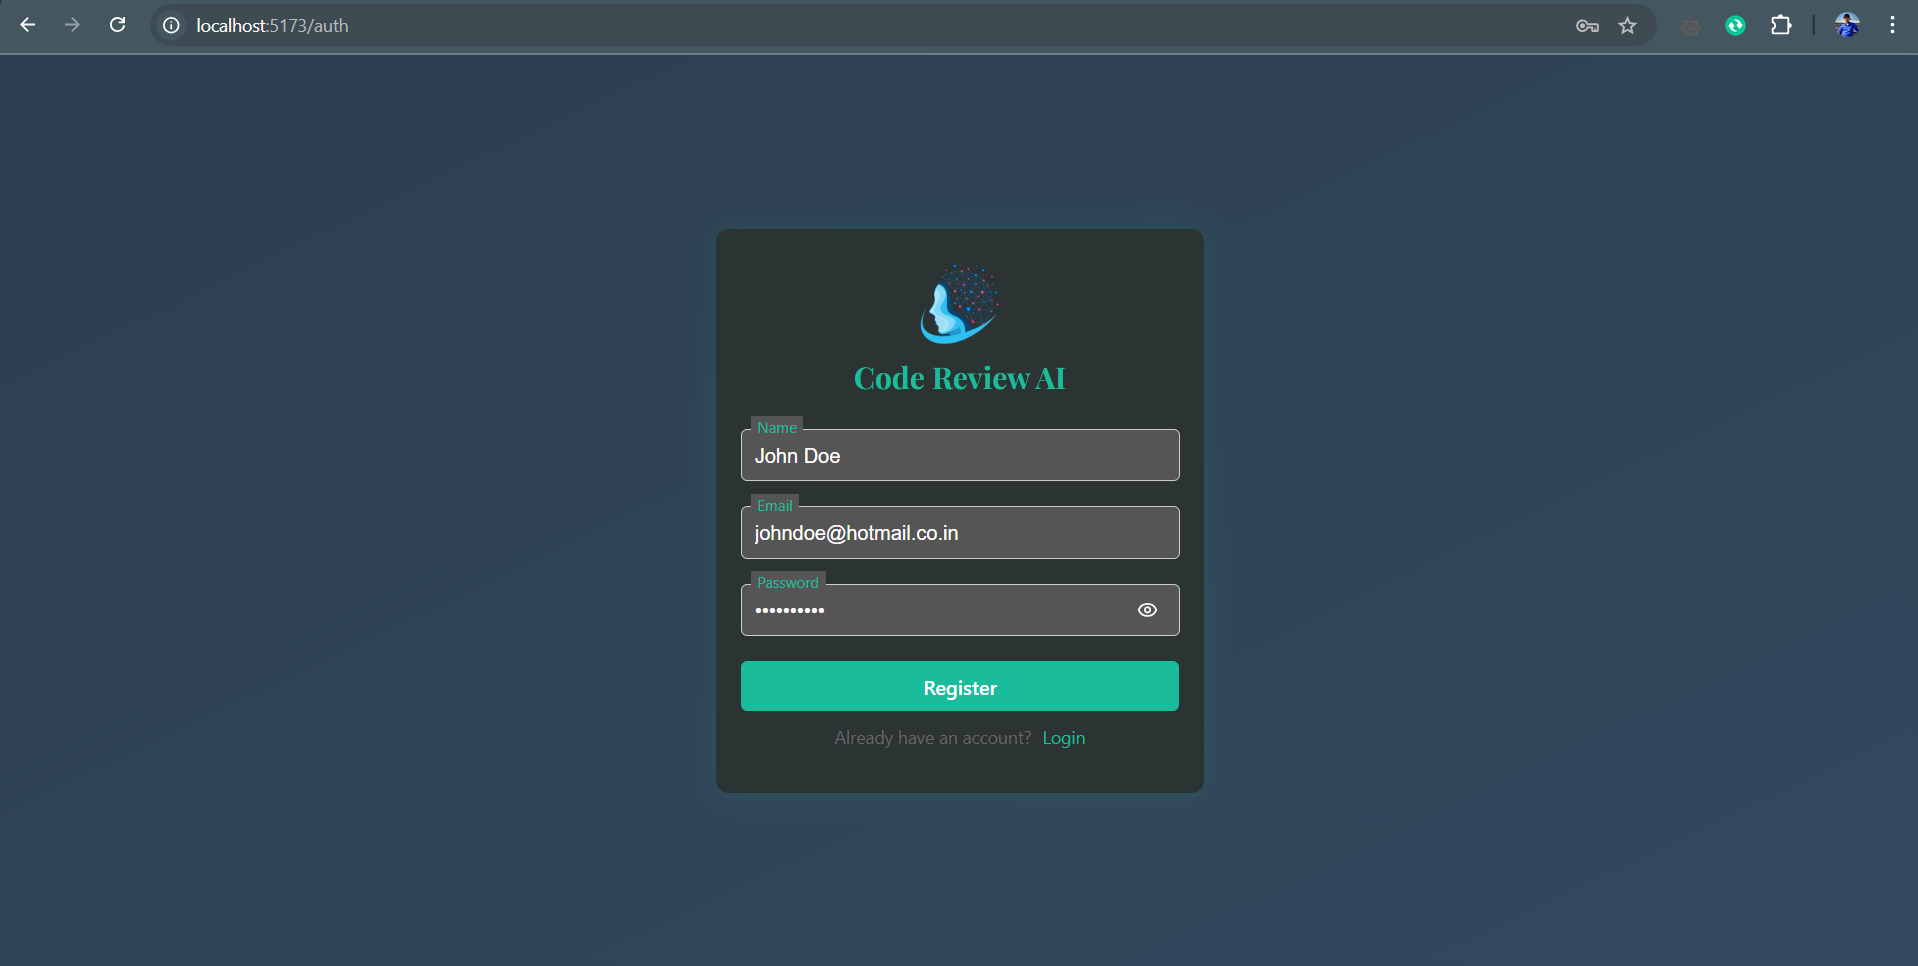 localhost:5173/auth
Code Review AI
Name
John Doe
Email
johndoe@hotmail.co.in
Password
••••••••••
Register
Already have an account? Login